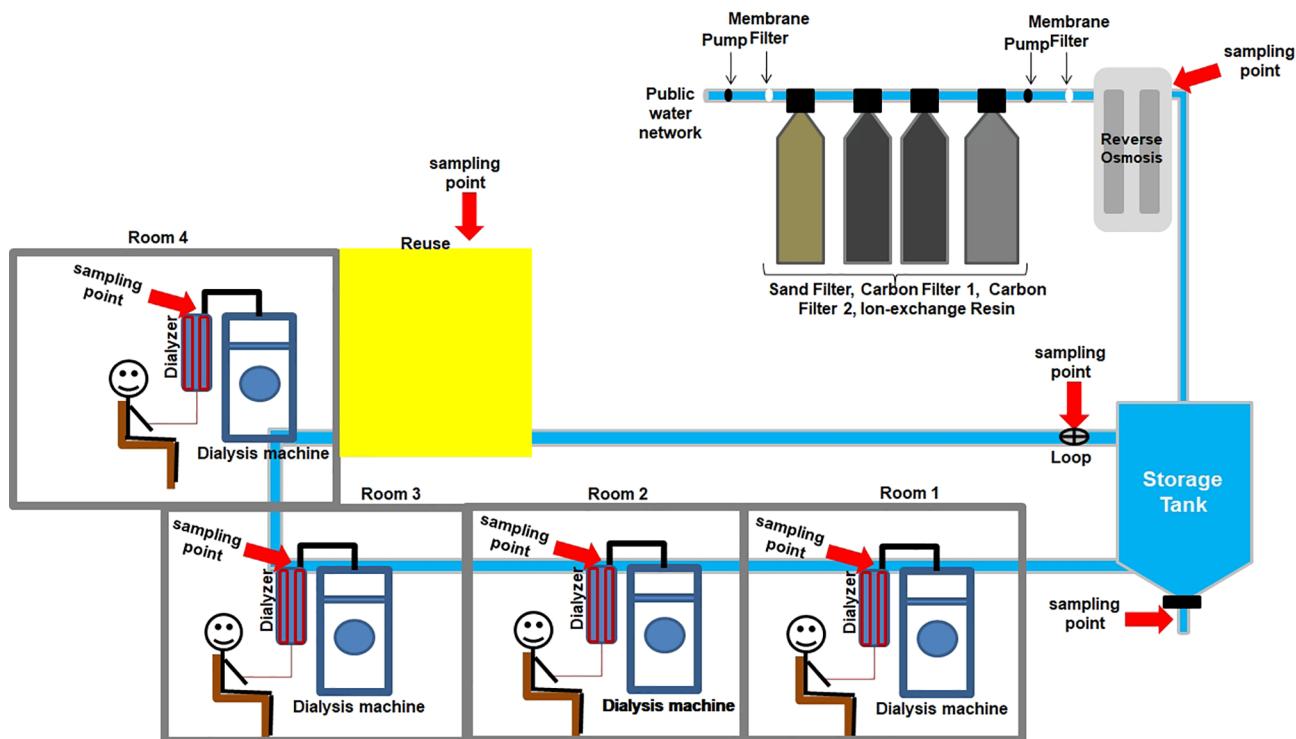 Membrane
Pump Filter
Membrane
Pump Filter
sampling
point
Public
water
network
Reverse
Osmosis
sampling
point
Sand Filter, Carbon Filter 1, Carbon
Filter 2, Ion-exchange Resin
Room 4
Reuse
sampling
point
Dialyzer
Dialysis machine
sampling
point
Loop
Storage
Tank
Room 3
Room 2
Room 1
sampling
point
Dialyzer
Dialysis machine
sampling
point
Dialyzer
Dialysis machine
sampling
point
Dialyzer
Dialysis machine
sampling
point